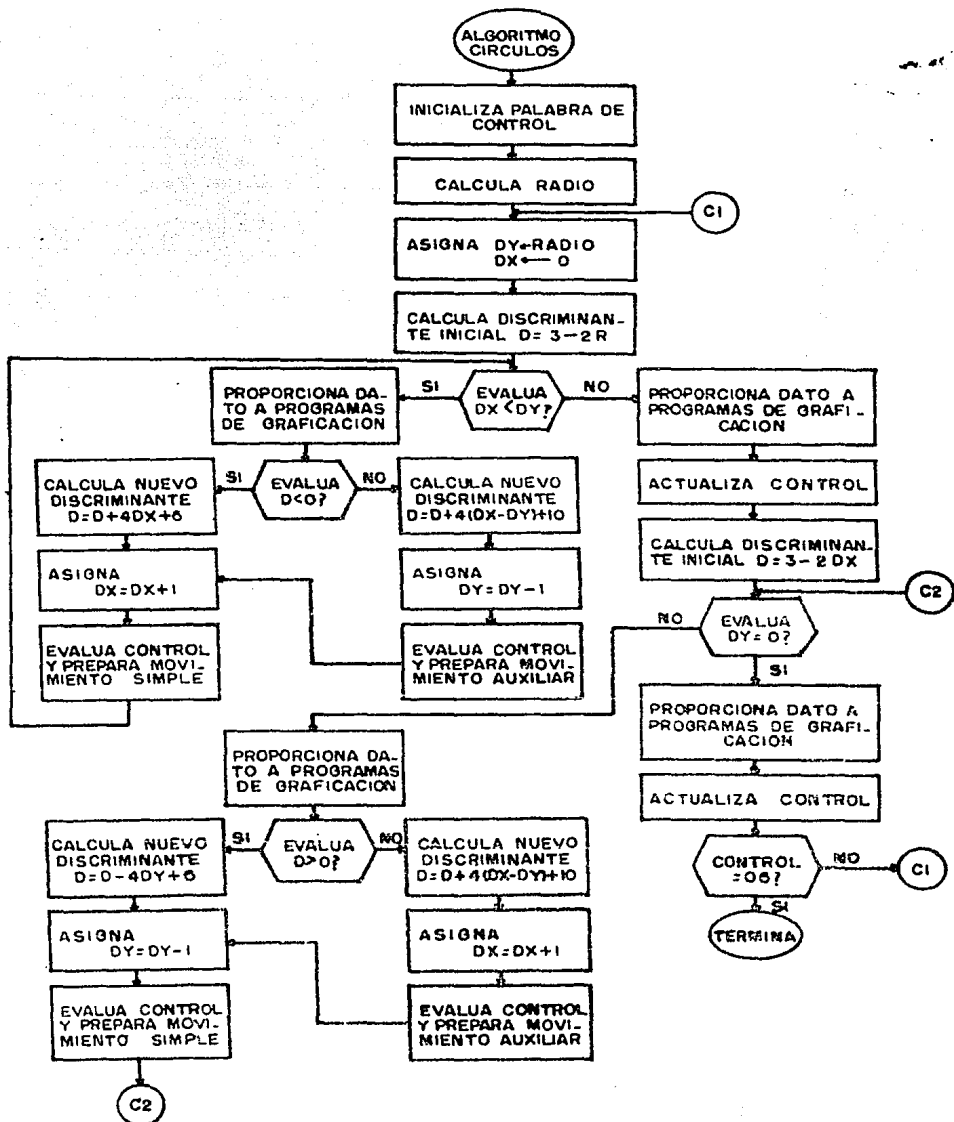 ALGORITMO
CIRCULOS
INICIALIZA PALABRA DE
CONTROL
CALCULA RADIO
C1
ASIGNA DY←RADIO
DX← 0
CALCULA DISCRIMINAN-
TE INICIAL D= 3-2R
EVALUA
DX<DY?
SI
NO
PROPORCIONA DA-
TO A PROGRAMAS
DE GRAFICACION
PROPORCIONA DATO A
PROGRAMAS DE GRAFI-
CACION
EVALUA
D<0?
SI
NO
CALCULA NUEVO
DISCRIMINANTE
D=D+4DX+6
CALCULA NUEVO
DISCRIMINANTE
D=D+4(DX-DY)+10
ACTUALIZA CONTROL
ASIGNA
DX=DX+1
ASIGNA
DY=DY-1
CALCULA DISCRIMINAN-
TE INICIAL D=3-2DX
C2
EVALUA CONTROL
Y PREPARA MOVI-
MIENTO SIMPLE
EVALUA CONTROL
Y PREPARA MOVI-
MIENTO AUXILIAR
EVALUA
DY=0?
NO
SI
PROPORCIONA DATO A
PROGRAMAS DE GRAFI-
CACION
PROPORCIONA DA-
TO A PROGRAMAS
DE GRAFICACION
ACTUALIZA CONTROL
EVALUA
D>0?
SI
NO
CALCULA NUEVO
DISCRIMINANTE
D=D-4DY+6
CALCULA NUEVO
DISCRIMINANTE
D=D+4(DX-DY)+10
CONTROL
=06?
NO
C1
SI
TERMINA
ASIGNA
DY=DY-1
ASIGNA
DX=DX+1
EVALUA CONTROL
Y PREPARA MOVI-
MIENTO SIMPLE
EVALUA CONTROL
Y PREPARA MOVI-
MIENTO AUXILIAR
C2